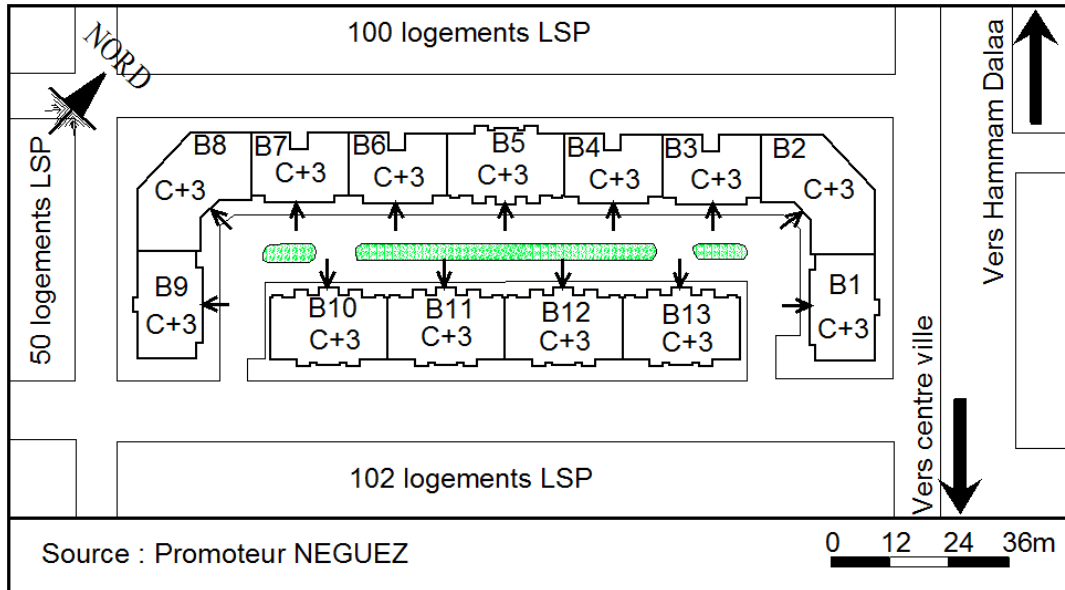 100 logements LSP
NORD
Vers Hammam Dalaa
50 logements LSP
B8
C+3
B7
C+3
B6
C+3
B5
C+3
B4
C+3
B3
C+3
B2
C+3
B9
C+3
B10
C+3
B11
C+3
B12
C+3
B13
C+3
B1
C+3
102 logements LSP
Vers centre ville
Source : Promoteur NEGUEZ
0 12 24 36m